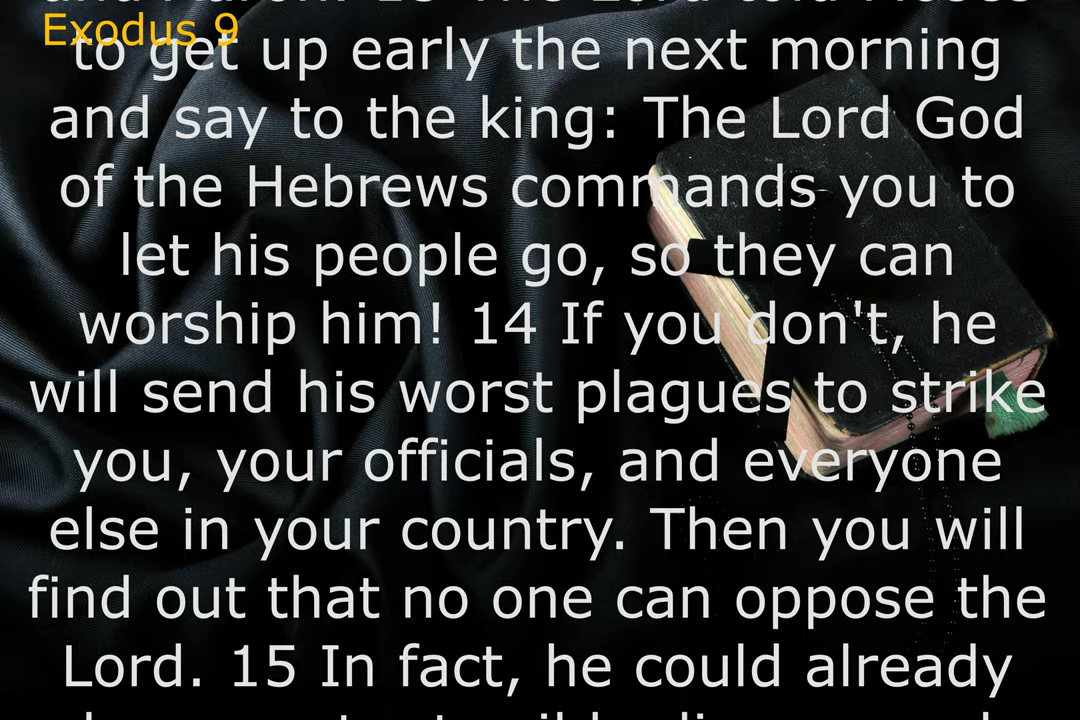 Exodus 9
to get up early the next morning
and say to the king: The Lord God
of the Hebrews commands you to
let his people go, so they can
worship him! 14 If you don't, he
will send his worst plagues to strike
you, your officials, and everyone
else in your country. Then you will
find out that no one can oppose the
Lord. 15 In fact, he could already